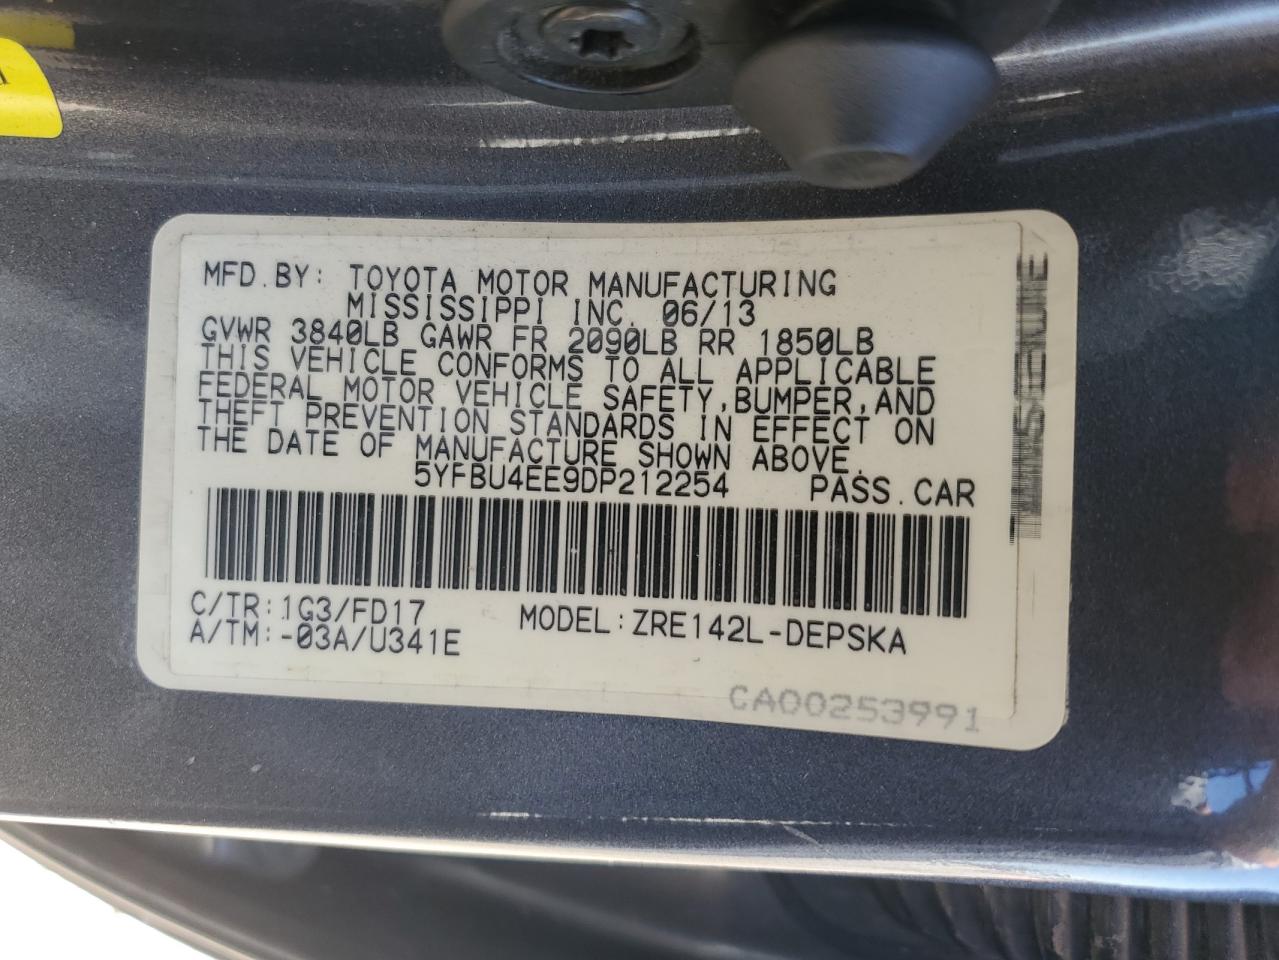 MFD.BY: TOYOTA MOTOR MANUFACTURING
MISSISSIPPI INC. 06/13
GVWR 3840LB GAWR FR 2090LB RR 1850LB
THIS VEHICLE CONFORMS TO ALL APPLICABLE
FEDERAL MOTOR VEHICLE SAFETY,BUMPER,AND
THEFT PREVENTION STANDARDS IN EFFECT ON
THE DATE OF MANUFACTURE SHOWN ABOVE.
5YFBU4EE9DP212254 PASS.CAR
C/TR:1G3/FD17 MODEL:ZRE142L-DEPSKA
A/TM:-03A/U341E
CA00253991